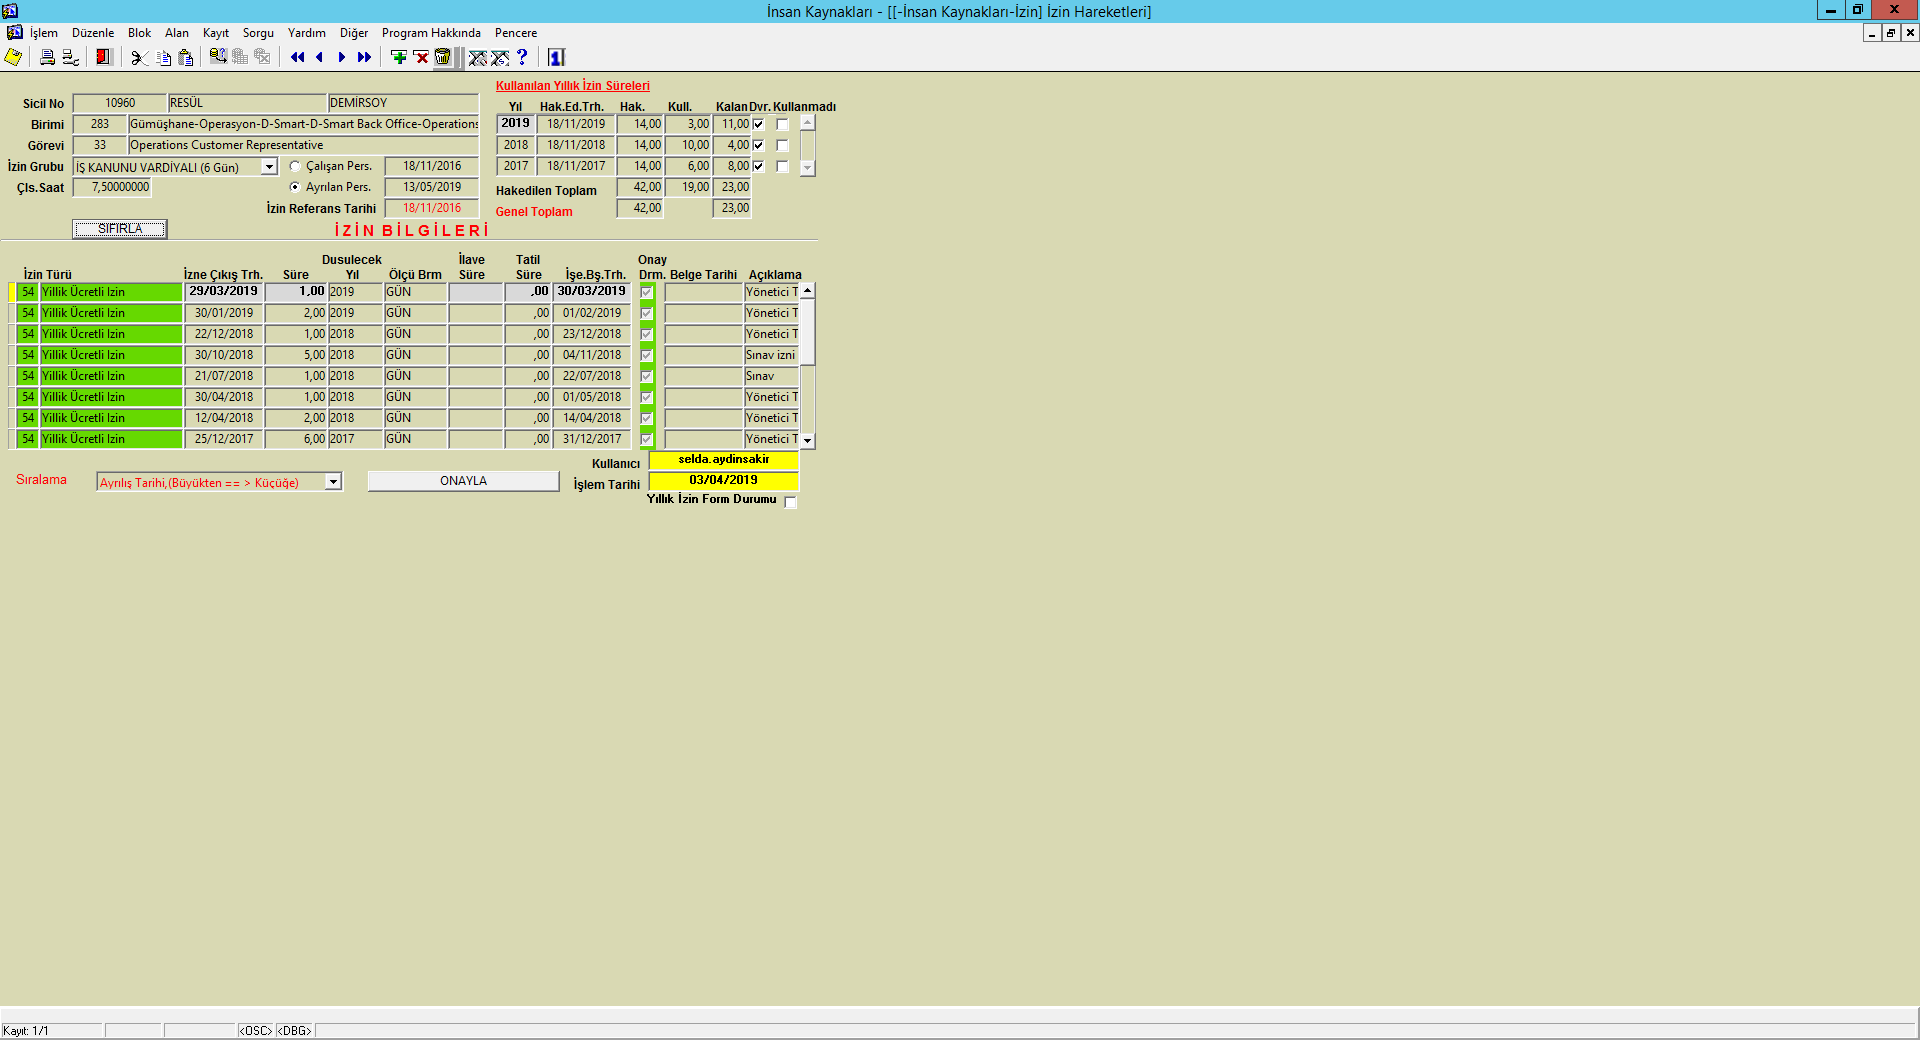 İnsan Kaynakları - [[-İnsan Kaynakları-İzin] İzin Hareketleri]
İşlem Düzenle Blok Alan Kayıt Sorgu Yardım Diğer Program Hakkında Pencere
Kullanılan Yıllık İzin Süreleri
Yıl Hak.Ed.Trh. Hak. Kull. Kalan Dvr. Kullanmadı
Sicil No 10960 RESÜL DEMİRSOY
2019 18/11/2019 14,00 3,00 11,00
Birimi 283 Gümüşhane-Operasyon-D-Smart-D-Smart Back Office-Operations
2018 18/11/2018 14,00 10,00 4,00
Görevi 33 Operations Customer Representative
2017 18/11/2017 14,00 6,00 8,00
İzin Grubu İŞ KANUNU VARDİYALI (6 Gün) Çalışan Pers. 18/11/2016
Çlş.Saat 7,50000000 Ayrılan Pers. 13/05/2019
Hakedilen Toplam 42,00 19,00 23,00
İzin Referans Tarihi 18/11/2016
Genel Toplam 42,00 23,00
SIFIRLA
İZİN BİLGİLERİ
İzin Türü İzne Çıkış Trh. Süre Dusulecek Yıl Ölçü Brm İlave Süre Tatil Süre İşe.Bş.Trh. Onay Drm. Belge Tarihi Açıklama
54 Yillik Ücretli Izin 29/03/2019 1,00 2019 GÜN ,00 30/03/2019 Yönetici T
54 Yillik Ücretli Izin 30/01/2019 2,00 2019 GÜN ,00 01/02/2019 Yönetici T
54 Yillik Ücretli Izin 22/12/2018 1,00 2018 GÜN ,00 23/12/2018 Yönetici T
54 Yillik Ücretli Izin 30/10/2018 5,00 2018 GÜN ,00 04/11/2018 Sınav izni
54 Yillik Ücretli Izin 21/07/2018 1,00 2018 GÜN ,00 22/07/2018 Sınav
54 Yillik Ücretli Izin 30/04/2018 1,00 2018 GÜN ,00 01/05/2018 Yönetici T
54 Yillik Ücretli Izin 12/04/2018 2,00 2018 GÜN ,00 14/04/2018 Yönetici T
54 Yillik Ücretli Izin 25/12/2017 6,00 2017 GÜN ,00 31/12/2017 Yönetici T
Kullanıcı selda.aydinsakir
Sıralama Ayrılış Tarihi,(Büyükten == > Küçüğe) ONAYLA İşlem Tarihi 03/04/2019
Yıllık İzin Form Durumu
Kayıt: 1/1 <OSC> <DBG>